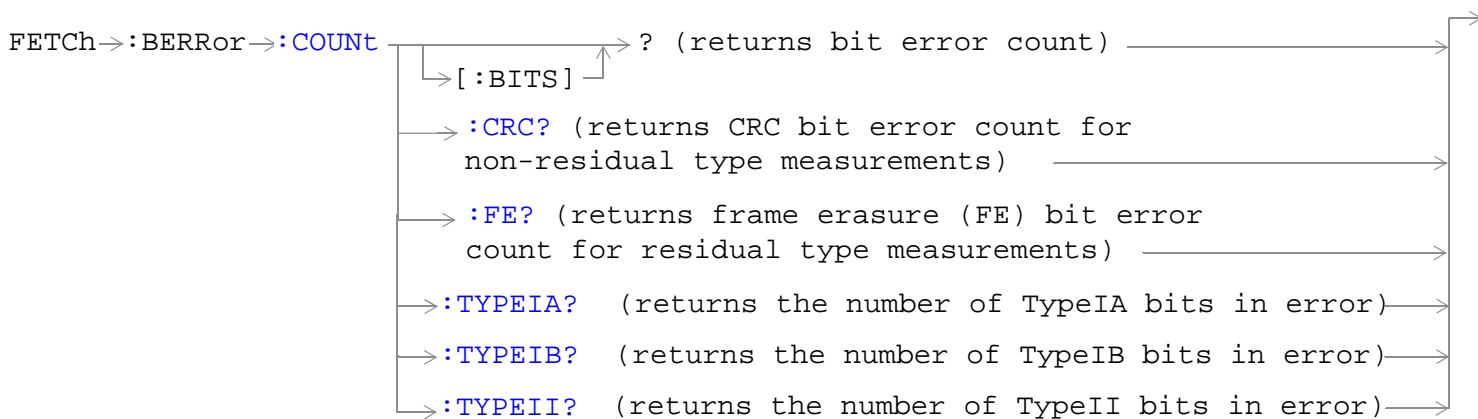 FETCh :BERRor :COUNt ? (returns bit error count)
[:BITS]
:CRC? (returns CRC bit error count for
non-residual type measurements)
:FE? (returns frame erasure (FE) bit error
count for residual type measurements)
:TYPEIA? (returns the number of TypeIA bits in error)
:TYPEIB? (returns the number of TypeIB bits in error)
:TYPEII? (returns the number of TypeII bits in error)